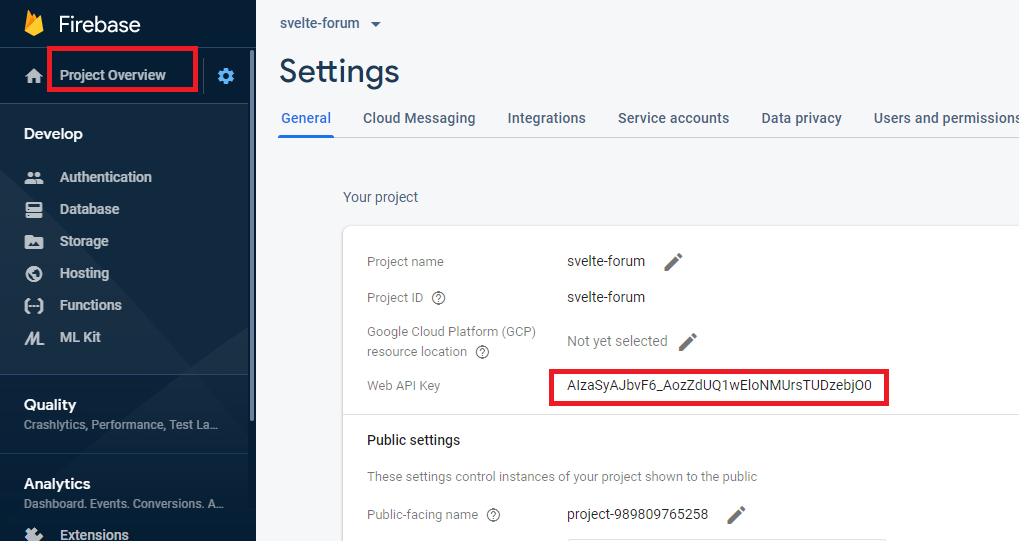 Firebase
Project Overview
Develop
Authentication
Database
Storage
Hosting
Functions
ML Kit
Quality
Crashlytics, Performance, Test La...
Analytics
Dashboard. Events. Conversions. A...
Extensions
svelte-forum
Settings
General Cloud Messaging Integrations Service accounts Data privacy Users and permissions
Your project
Project name svelte-forum
Project ID svelte-forum
Google Cloud Platform (GCP)
resource location Not yet selected
Web API Key AIzaSyAJbvF6_AozZdUQ1wEloNMUrsTUDzebjO0
Public settings
These settings control instances of your project shown to the public
Public-facing name project-989809765258